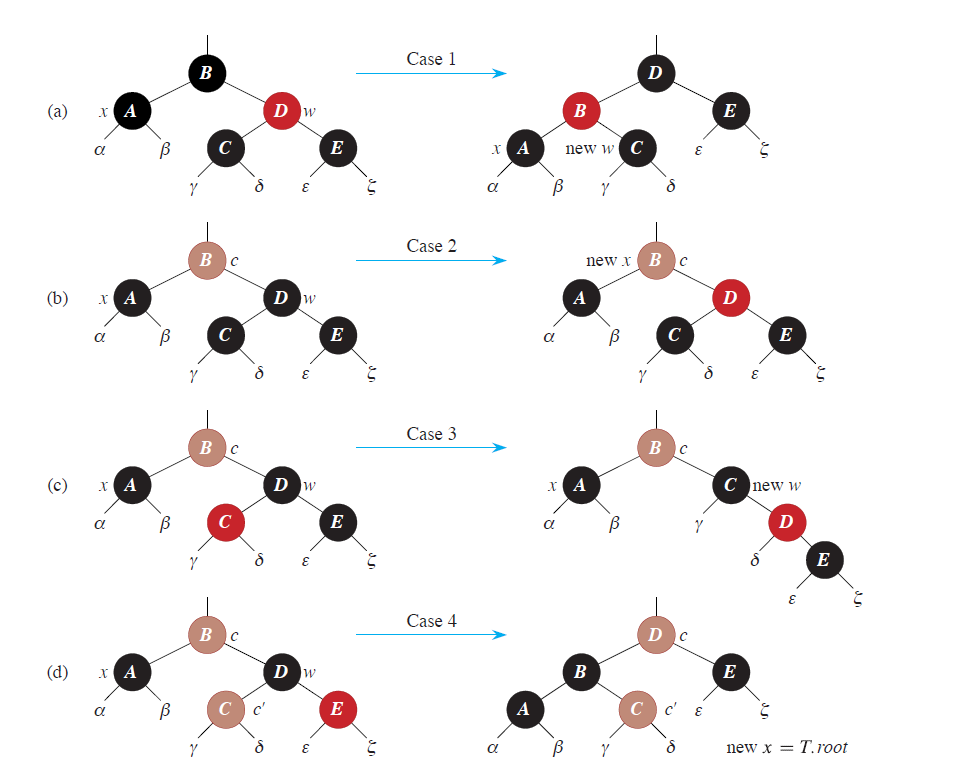 Case 1
B D
(a) x A D w B E
α β C E x A new w C ε ζ
γ δ ε ζ α β γ δ
Case 2
B c new x B c
(b) x A D w A D
α β C E α β C E
γ δ ε ζ γ δ ε ζ
Case 3
B c B c
(c) x A D w x A C new w
α β C E α β γ D
γ δ ε ζ δ E
ε ζ
Case 4
B c D c
(d) x A D w B E
α β C c′ E A C c′ ε ζ
γ δ ε ζ α β γ δ new x = T.root